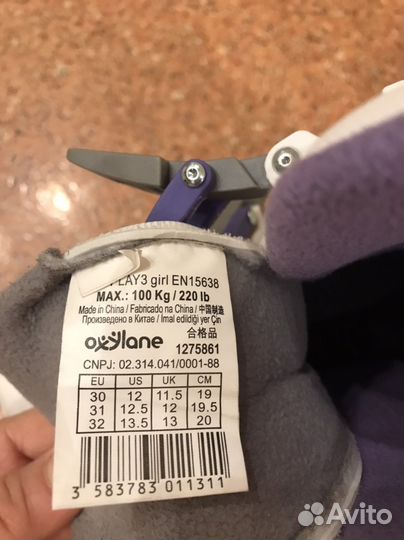 PLAY3 girl EN15638
MAX.: 100 Kg / 220 lb
Made in China / Fabricado na China / 中国制造
Произведено в Китае / Imal edildiği yer Çin
合格品
oxylane
1275861
CNPJ: 02.314.041/0001-88
EU US UK CM
30 12 11.5 19
31 12.5 12 19.5
32 13.5 13 20
3 583783 011311
Avito